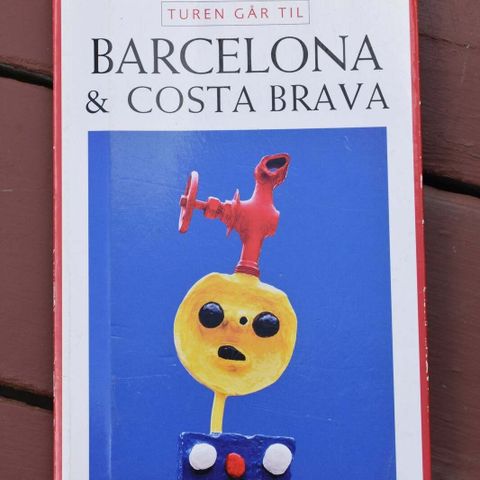 TUREN GÅR TIL
BARCELONA
& COSTA BRAVA